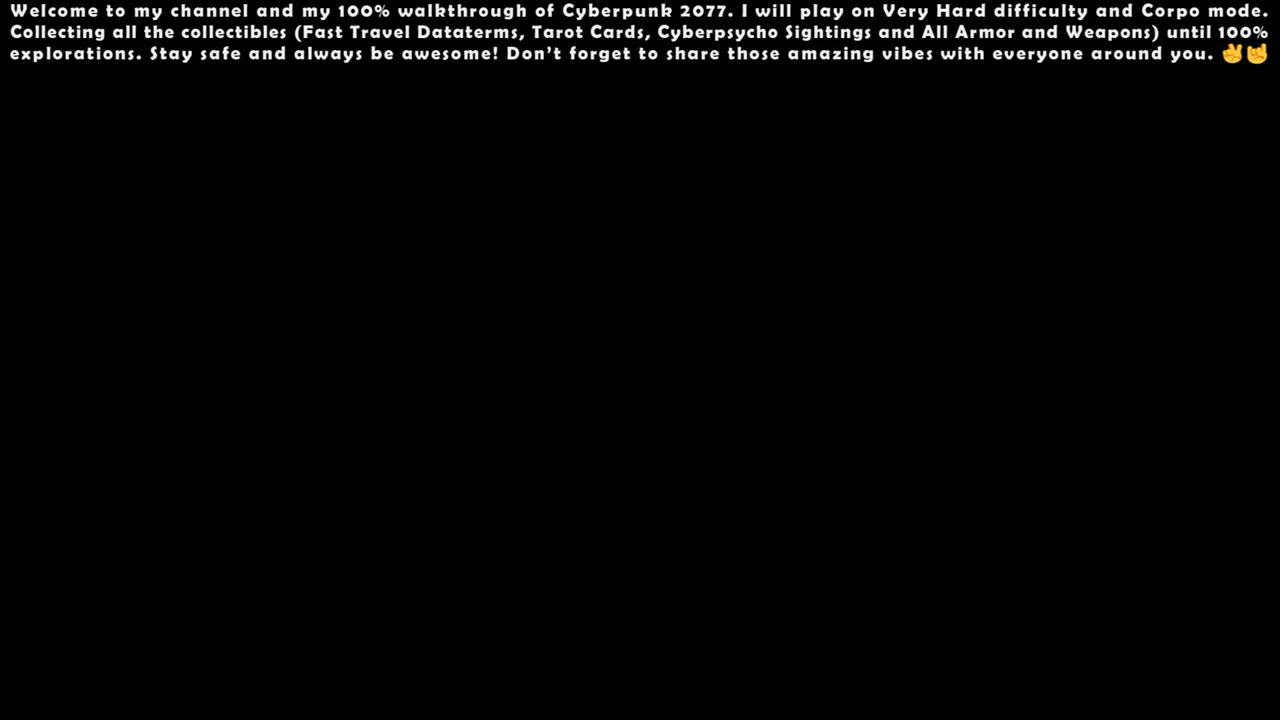 Welcome to my channel and my 100% walkthrough of Cyberpunk 2077. I will play on Very Hard difficulty and Corpo mode.
Collecting all the collectibles (Fast Travel Dataterms, Tarot Cards, Cyberpsycho Sightings and All Armor and Weapons) until 100%
explorations. Stay safe and always be awesome! Don’t forget to share those amazing vibes with everyone around you. ✌️🤘